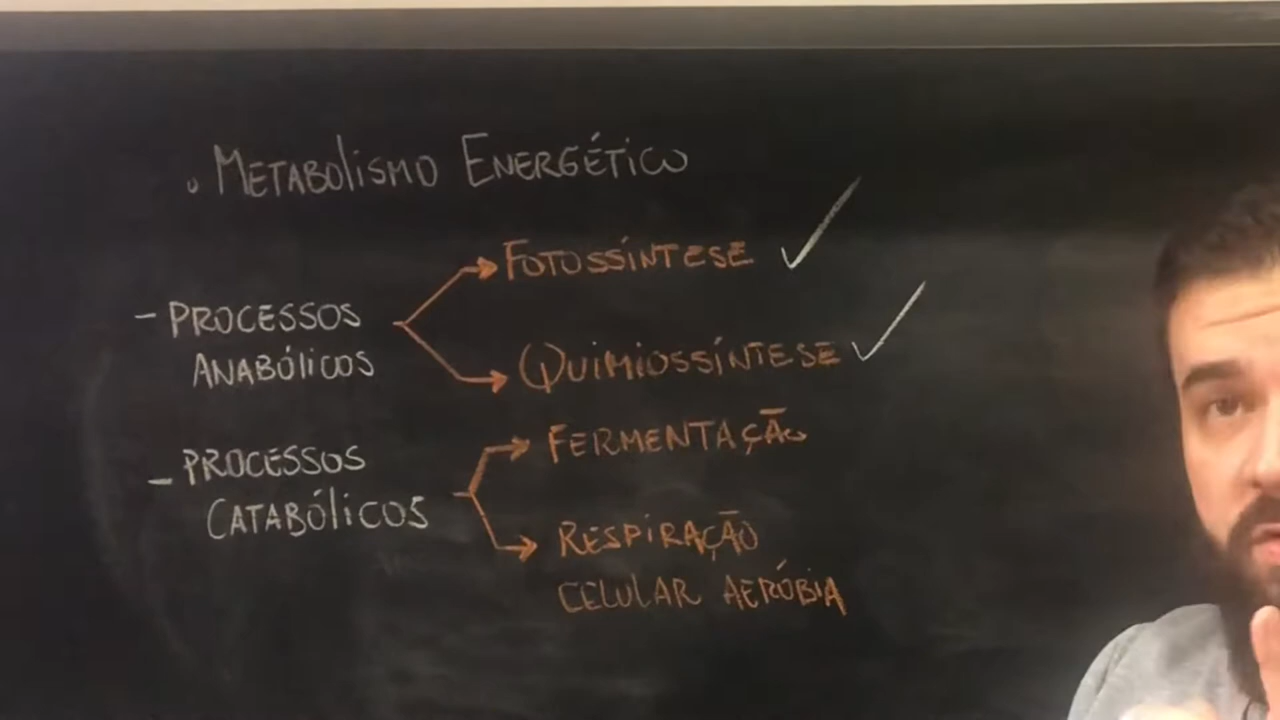 • Metabolismo Energético
Fotossíntese
- Processos
Anabólicos
Quimiossíntese
Fermentação
- Processos
Catabólicos
Respiração
Celular Aeróbia